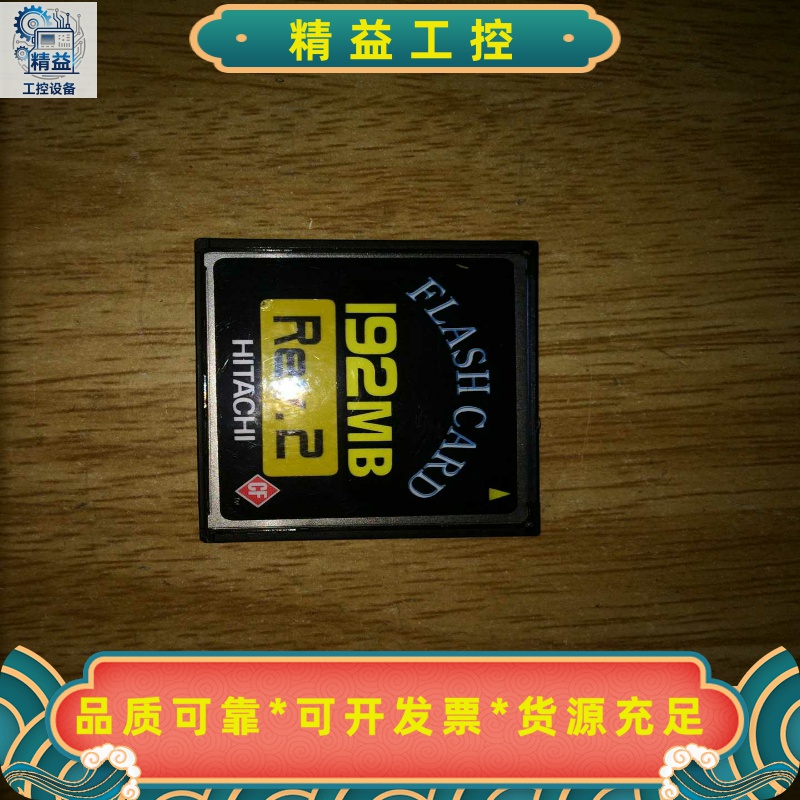 精益
工控设备
精益工控
FLASH CARD
192MB
Rev.2
HITACHI
CF
TM
品质可靠*可开发票*货源充足